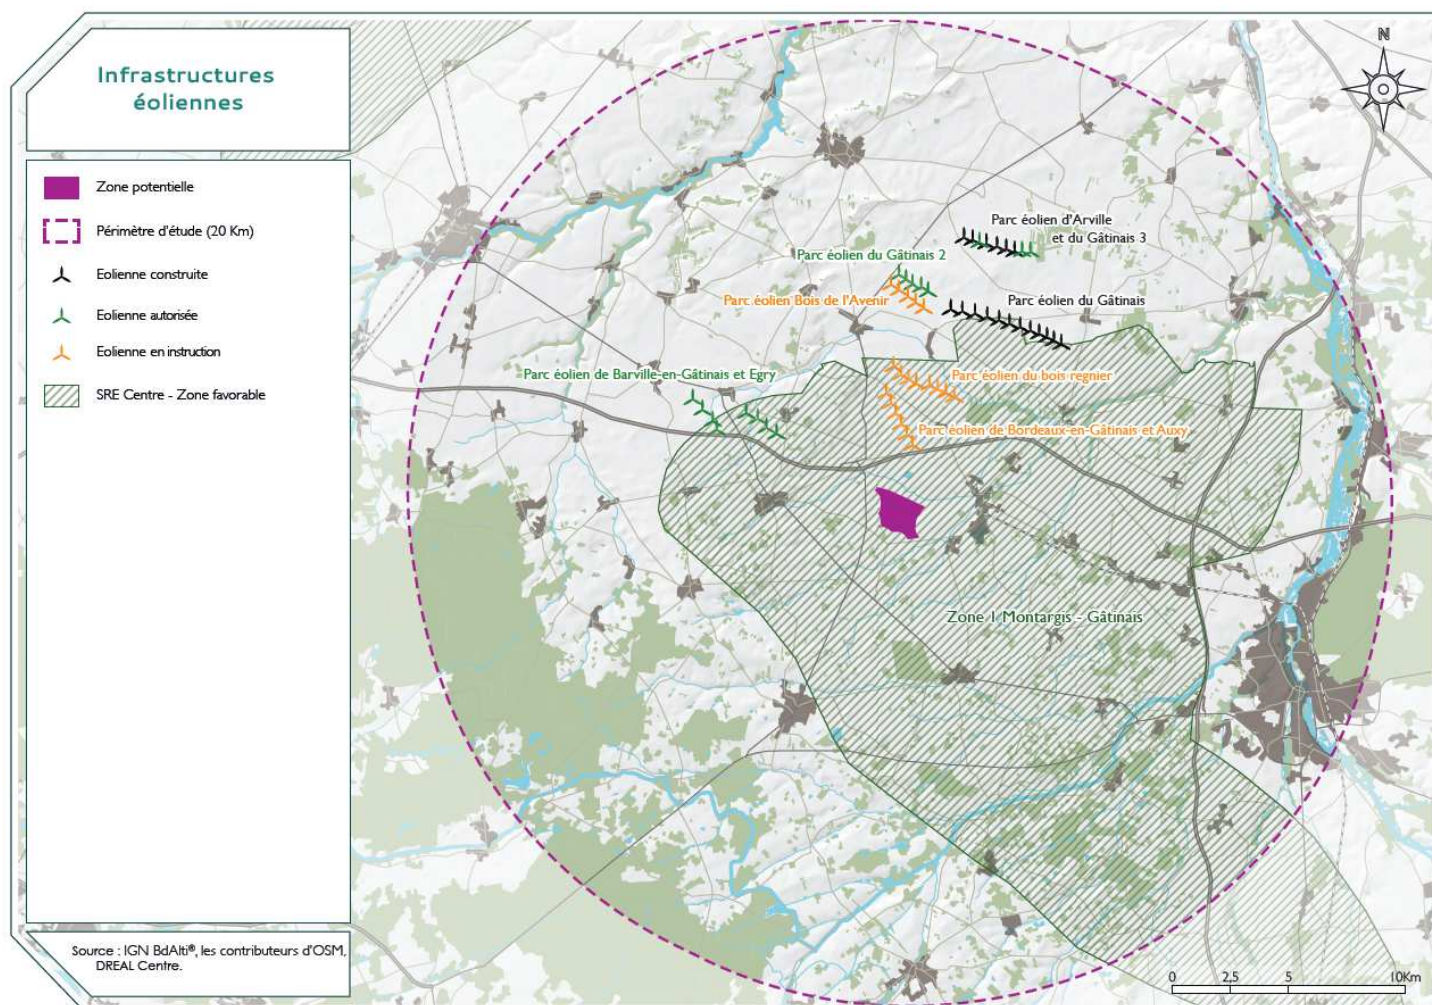 Infrastructures
éoliennes
Zone potentielle
Périmètre d'étude (20 Km)
Eolienne construite
Eolienne autorisée
Eolienne en instruction
SRE Centre - Zone favorable
Source : IGN BdAlti®, les contributeurs d'OSM,
DREAL Centre.
N
Parc éolien d'Arville
et du Gâtinais 3
Parc éolien du Gâtinais 2
Parc éolien Bois de l'Avenir
Parc éolien du Gâtinais
Parc éolien de Barville-en-Gâtinais et Egry
Parc éolien du bois regnier
Parc éolien de Bordeaux-en-Gâtinais et Auxy
Zone 1 Montargis - Gâtinais
0 2,5 5 10Km